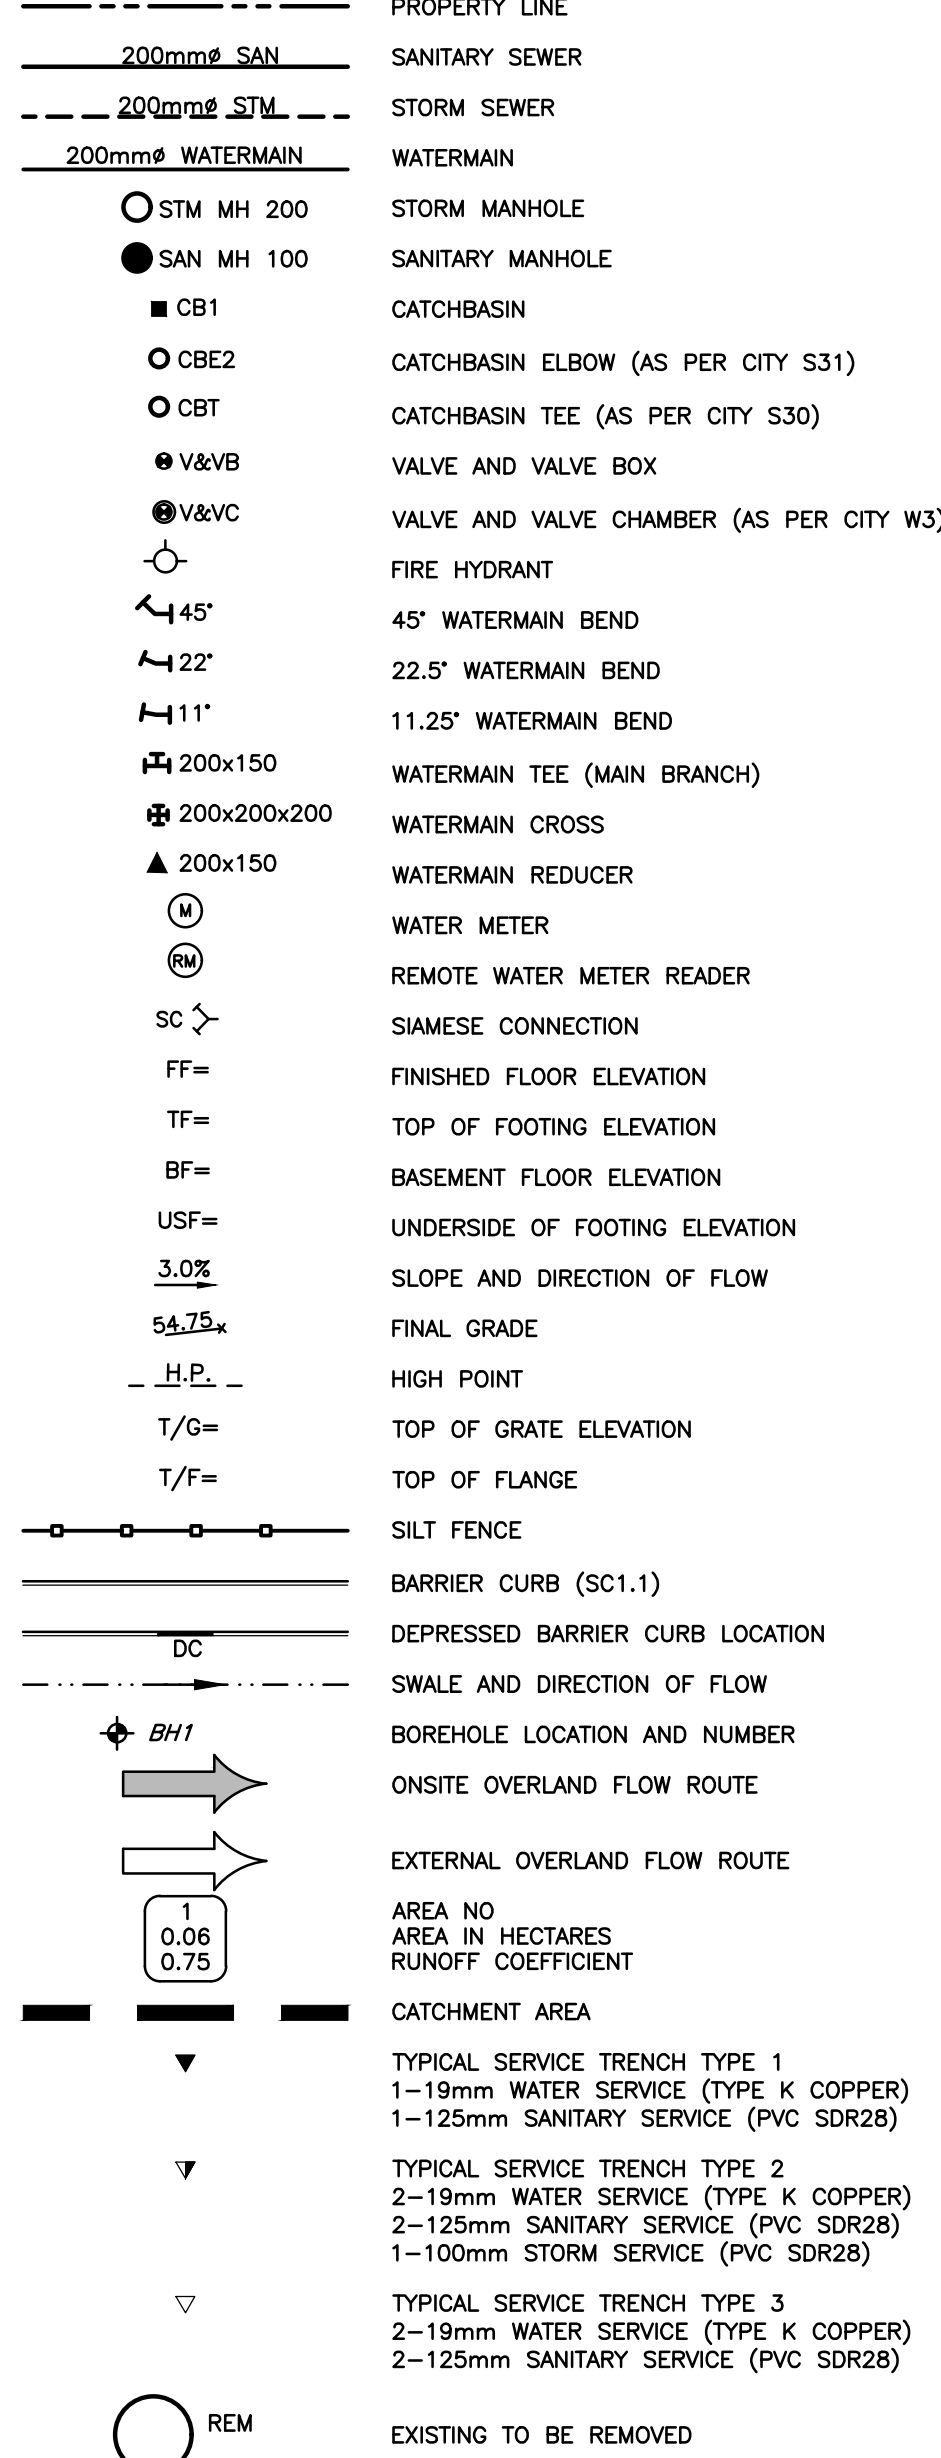 PROPERTY LINE
200mmø SAN SANITARY SEWER
200mmø STM STORM SEWER
200mmø WATERMAIN WATERMAIN
STM MH 200 STORM MANHOLE
SAN MH 100 SANITARY MANHOLE
CB1 CATCHBASIN
CBE2 CATCHBASIN ELBOW (AS PER CITY S31)
CBT CATCHBASIN TEE (AS PER CITY S30)
V&VB VALVE AND VALVE BOX
V&VC VALVE AND VALVE CHAMBER (AS PER CITY W3)
FIRE HYDRANT
45° 45° WATERMAIN BEND
22° 22.5° WATERMAIN BEND
11° 11.25° WATERMAIN BEND
200x150 WATERMAIN TEE (MAIN BRANCH)
200x200x200 WATERMAIN CROSS
200x150 WATERMAIN REDUCER
M WATER METER
RM REMOTE WATER METER READER
SC SIAMESE CONNECTION
FF= FINISHED FLOOR ELEVATION
TF= TOP OF FOOTING ELEVATION
BF= BASEMENT FLOOR ELEVATION
USF= UNDERSIDE OF FOOTING ELEVATION
3.0% SLOPE AND DIRECTION OF FLOW
54.75x FINAL GRADE
H.P. HIGH POINT
T/G= TOP OF GRATE ELEVATION
T/F= TOP OF FLANGE
SILT FENCE
BARRIER CURB (SC1.1)
DC DEPRESSED BARRIER CURB LOCATION
SWALE AND DIRECTION OF FLOW
BH1 BOREHOLE LOCATION AND NUMBER
ONSITE OVERLAND FLOW ROUTE
EXTERNAL OVERLAND FLOW ROUTE
1 AREA NO
0.06 AREA IN HECTARES
0.75 RUNOFF COEFFICIENT
CATCHMENT AREA
TYPICAL SERVICE TRENCH TYPE 1
1-19mm WATER SERVICE (TYPE K COPPER)
1-125mm SANITARY SERVICE (PVC SDR28)
TYPICAL SERVICE TRENCH TYPE 2
2-19mm WATER SERVICE (TYPE K COPPER)
2-125mm SANITARY SERVICE (PVC SDR28)
1-100mm STORM SERVICE (PVC SDR28)
TYPICAL SERVICE TRENCH TYPE 3
2-19mm WATER SERVICE (TYPE K COPPER)
2-125mm SANITARY SERVICE (PVC SDR28)
REM EXISTING TO BE REMOVED